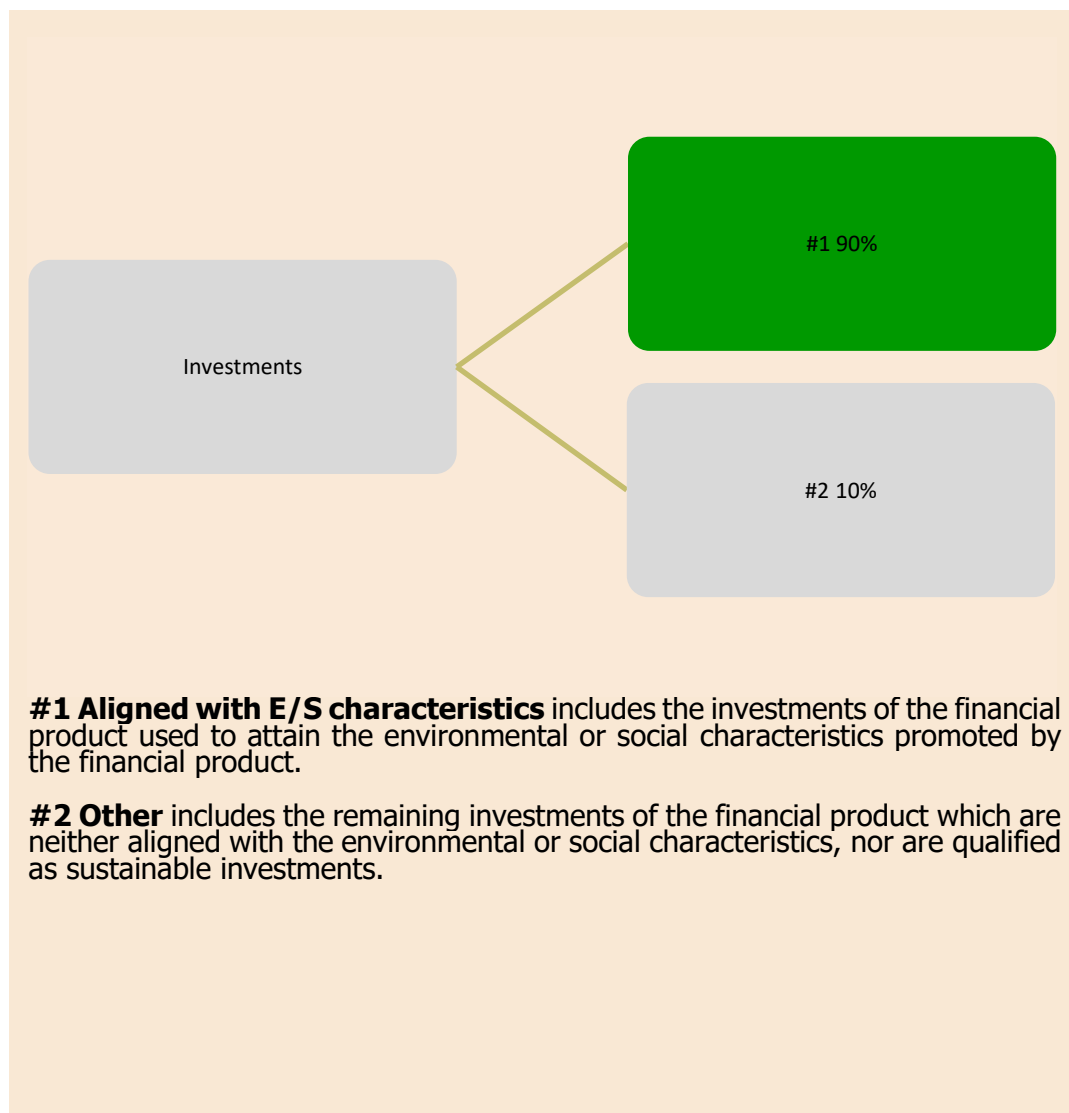 #1 90%
Investments
#2 10%
#1 Aligned with E/S characteristics includes the investments of the financial
product used to attain the environmental or social characteristics promoted by
the financial product.
#2 Other includes the remaining investments of the financial product which are
neither aligned with the environmental or social characteristics, nor are qualified
as sustainable investments.